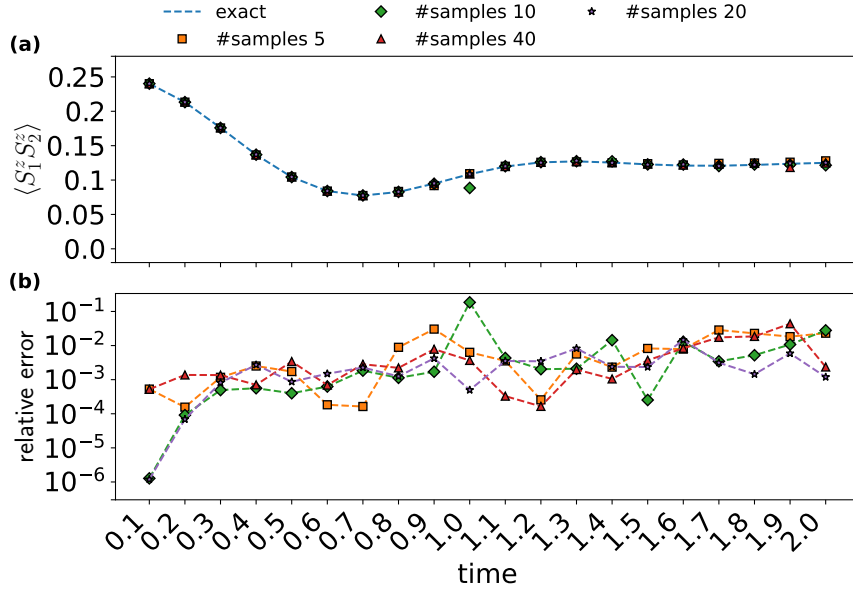 exact
#samples 10
#samples 20
#samples 5
#samples 40
(a)
⟨S₁ᶻS₂ᶻ⟩
0.25
0.2
0.15
0.1
0.05
0.0
(b)
relative error
10⁻¹
10⁻²
10⁻³
10⁻⁴
10⁻⁵
10⁻⁶
0.1 0.2 0.3 0.4 0.5 0.6 0.7 0.8 0.9 1.0 1.1 1.2 1.3 1.4 1.5 1.6 1.7 1.8 1.9 2.0
time